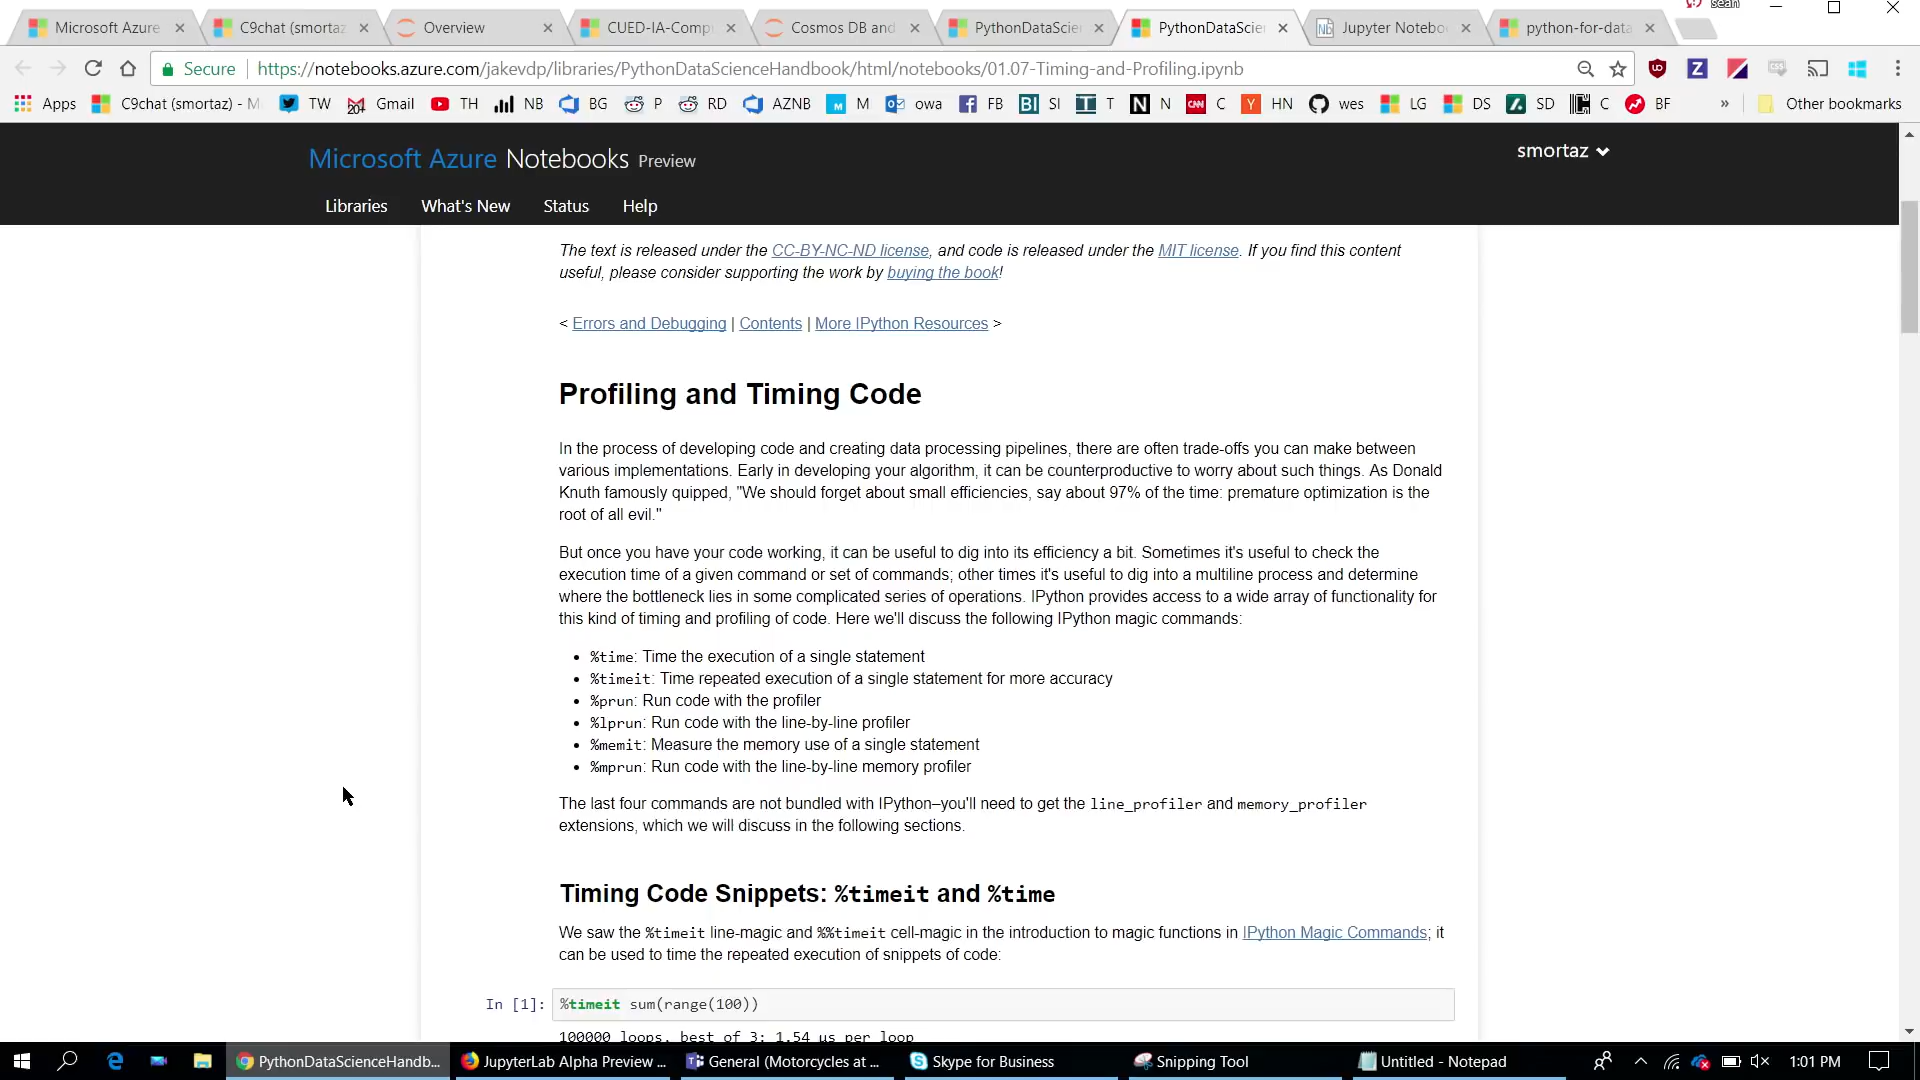 sean
Microsoft Azure
C9chat (smortaz
Overview
CUED-IA-Comp
Cosmos DB and
PythonDataScie
PythonDataScie
Jupyter Notebo
python-for-data
Secure
https://notebooks.azure.com/jakevdp/libraries/PythonDataScienceHandbook/html/notebooks/01.07-Timing-and-Profiling.ipynb
Apps
C9chat (smortaz) - M
TW
Gmail
TH
NB
BG
P
RD
AZNB
M
owa
FB
SI
T
N
C
HN
wes
LG
DS
SD
C
BF
»
Other bookmarks
Microsoft Azure Notebooks Preview
smortaz
Libraries
What's New
Status
Help
The text is released under the CC-BY-NC-ND license, and code is released under the MIT license. If you find this content
useful, please consider supporting the work by buying the book!
< Errors and Debugging | Contents | More IPython Resources >
Profiling and Timing Code
In the process of developing code and creating data processing pipelines, there are often trade-offs you can make between
various implementations. Early in developing your algorithm, it can be counterproductive to worry about such things. As Donald
Knuth famously quipped, "We should forget about small efficiencies, say about 97% of the time: premature optimization is the
root of all evil."
But once you have your code working, it can be useful to dig into its efficiency a bit. Sometimes it's useful to check the
execution time of a given command or set of commands; other times it's useful to dig into a multiline process and determine
where the bottleneck lies in some complicated series of operations. IPython provides access to a wide array of functionality for
this kind of timing and profiling of code. Here we'll discuss the following IPython magic commands:
• %time: Time the execution of a single statement
• %timeit: Time repeated execution of a single statement for more accuracy
• %prun: Run code with the profiler
• %lprun: Run code with the line-by-line profiler
• %memit: Measure the memory use of a single statement
• %mprun: Run code with the line-by-line memory profiler
The last four commands are not bundled with IPython–you'll need to get the line_profiler and memory_profiler
extensions, which we will discuss in the following sections.
Timing Code Snippets: %timeit and %time
We saw the %timeit line-magic and %%timeit cell-magic in the introduction to magic functions in IPython Magic Commands; it
can be used to time the repeated execution of snippets of code:
In [1]: %timeit sum(range(100))
100000 loops, best of 3: 1.54 µs per loop
PythonDataScienceHandb...
JupyterLab Alpha Preview ...
General (Motorcycles at ...
Skype for Business
Snipping Tool
Untitled - Notepad
1:01 PM